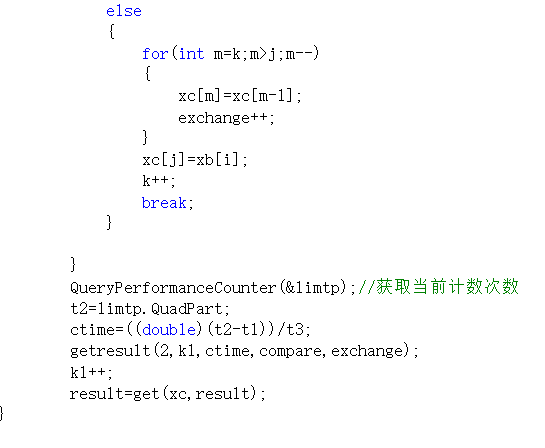 else
{
for(int m=k;m>j;m--)
{
xc[m]=xc[m-1];
exchange++;
}
xc[j]=xb[i];
k++;
break;
}
}
QueryPerformanceCounter(&limtp);//获取当前计数次数
t2=limtp.QuadPart;
ctime=((double)(t2-t1))/t3;
getresult(2,k1,ctime,compare,exchange);
k1++;
result=get(xc,result);
}